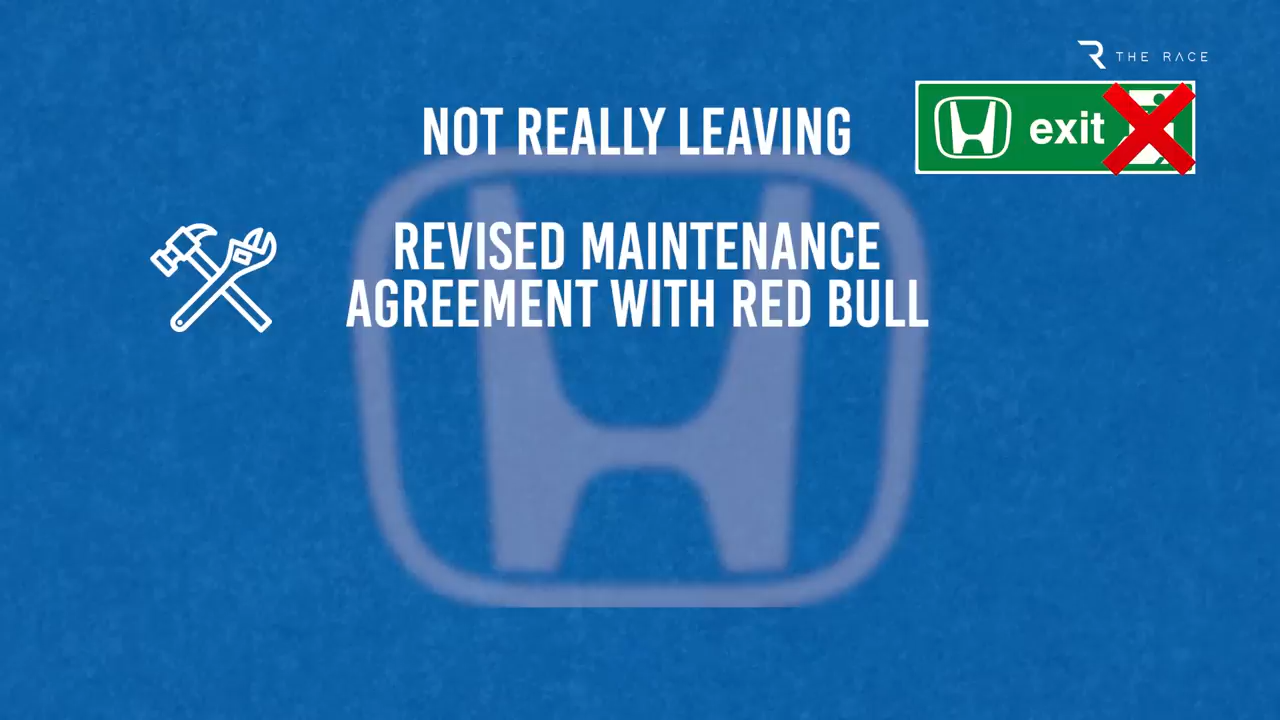 THE RACE
NOT REALLY LEAVING
exit
REVISED MAINTENANCE
AGREEMENT WITH RED BULL